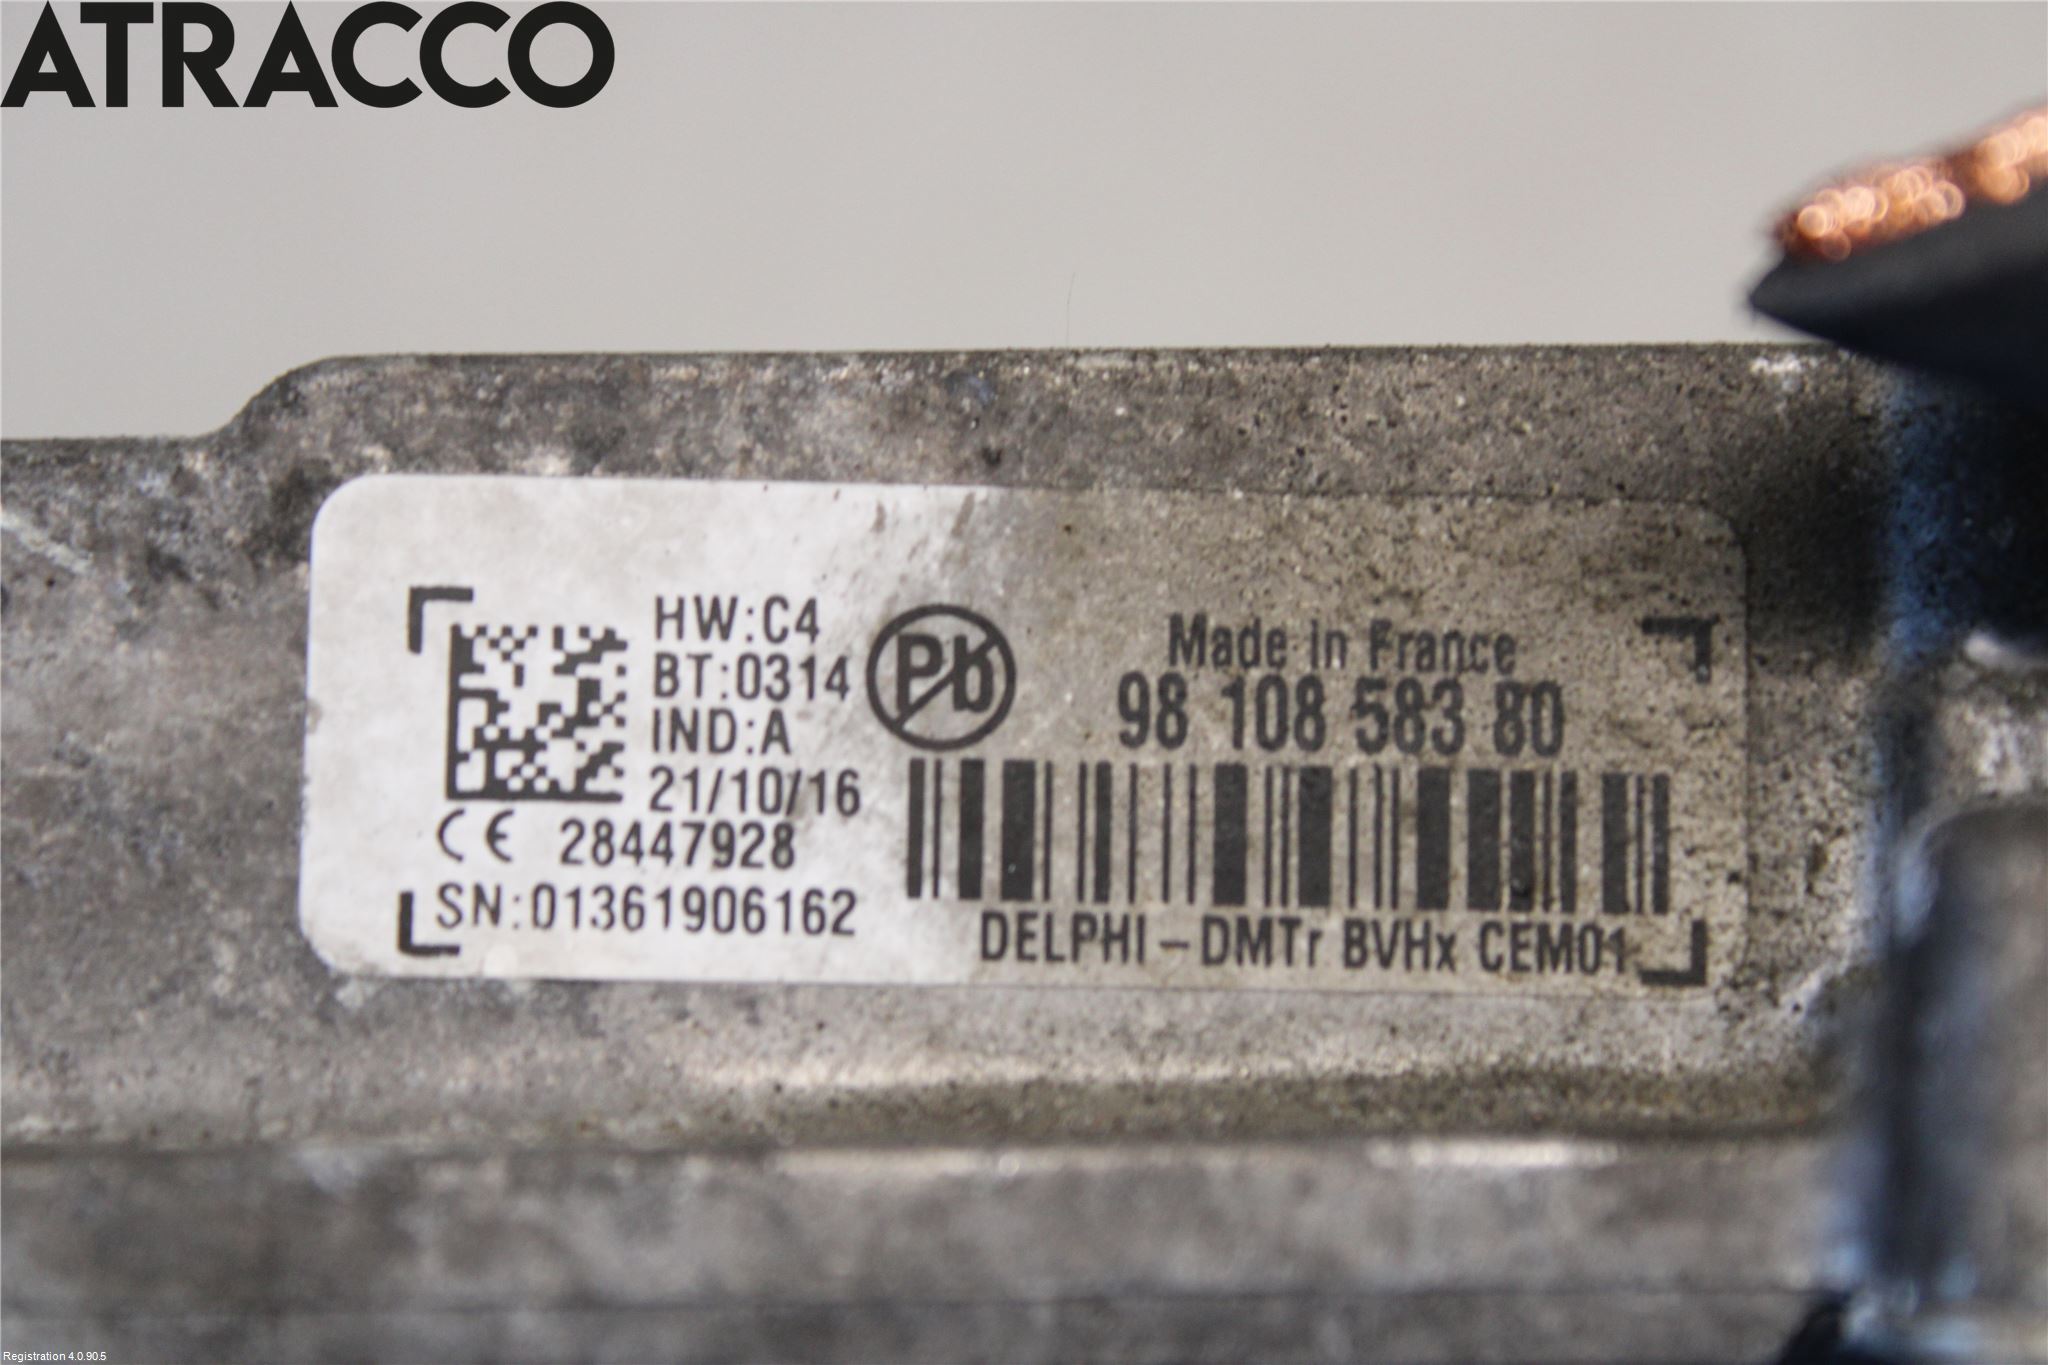 ATRACCO
HW:C4
BT:0314
IND:A
21/10/16
CE 28447928
SN:01361906162
Pb
Made in France
98 108 583 80
DELPHI - DMTr BVHx CEM01
Registration 4.0.90.5